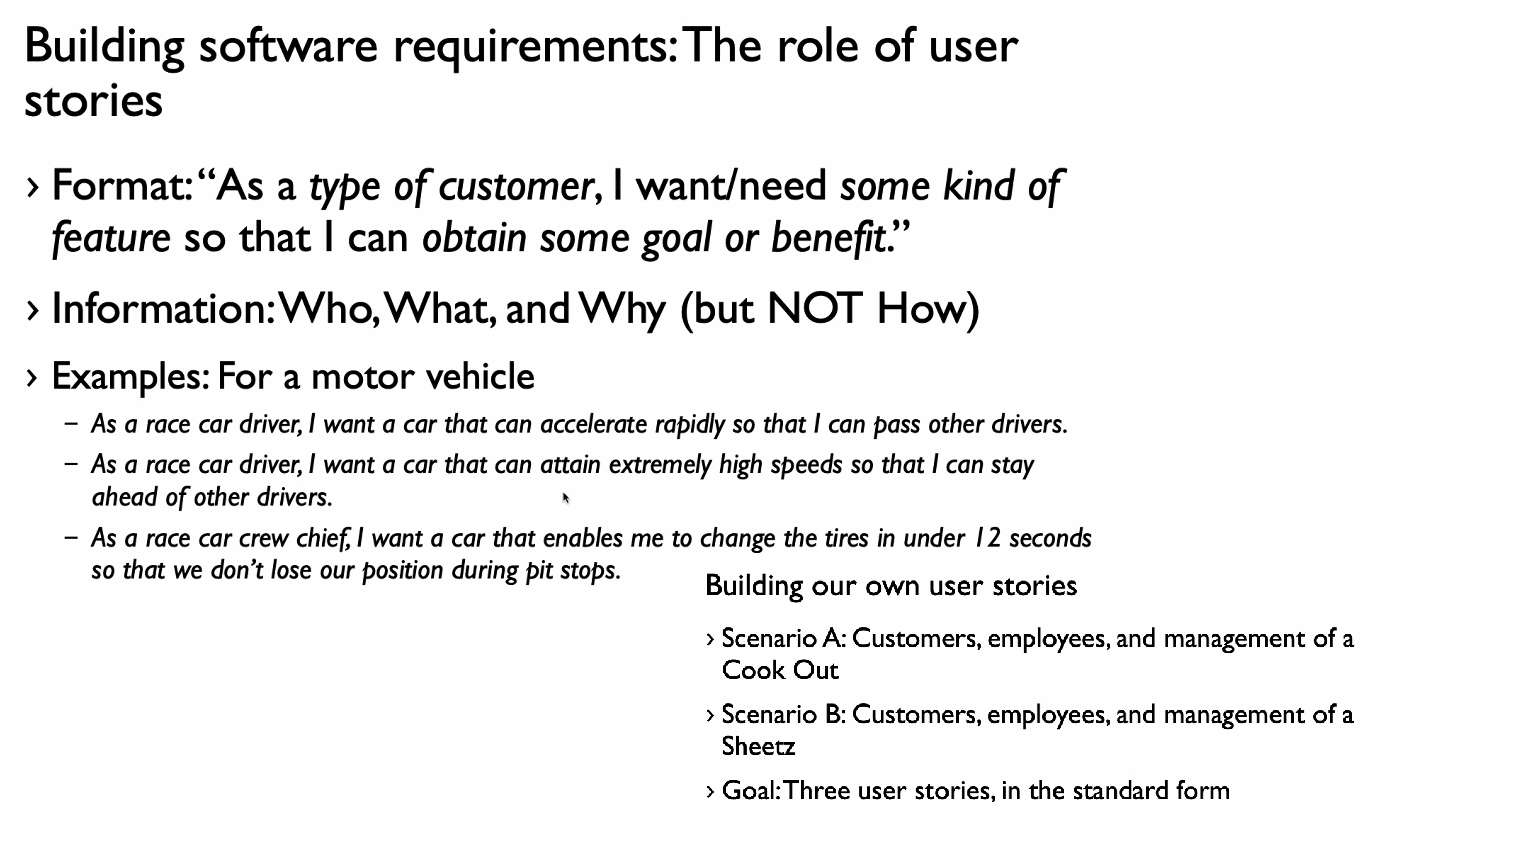 Building software requirements: The role of user
stories
› Format: “As a type of customer, I want/need some kind of
feature so that I can obtain some goal or benefit.”
› Information: Who, What, and Why (but NOT How)
› Examples: For a motor vehicle
– As a race car driver, I want a car that can accelerate rapidly so that I can pass other drivers.
– As a race car driver, I want a car that can attain extremely high speeds so that I can stay
ahead of other drivers.
– As a race car crew chief, I want a car that enables me to change the tires in under 12 seconds
so that we don’t lose our position during pit stops.
Building our own user stories
› Scenario A: Customers, employees, and management of a
Cook Out
› Scenario B: Customers, employees, and management of a
Sheetz
› Goal: Three user stories, in the standard form